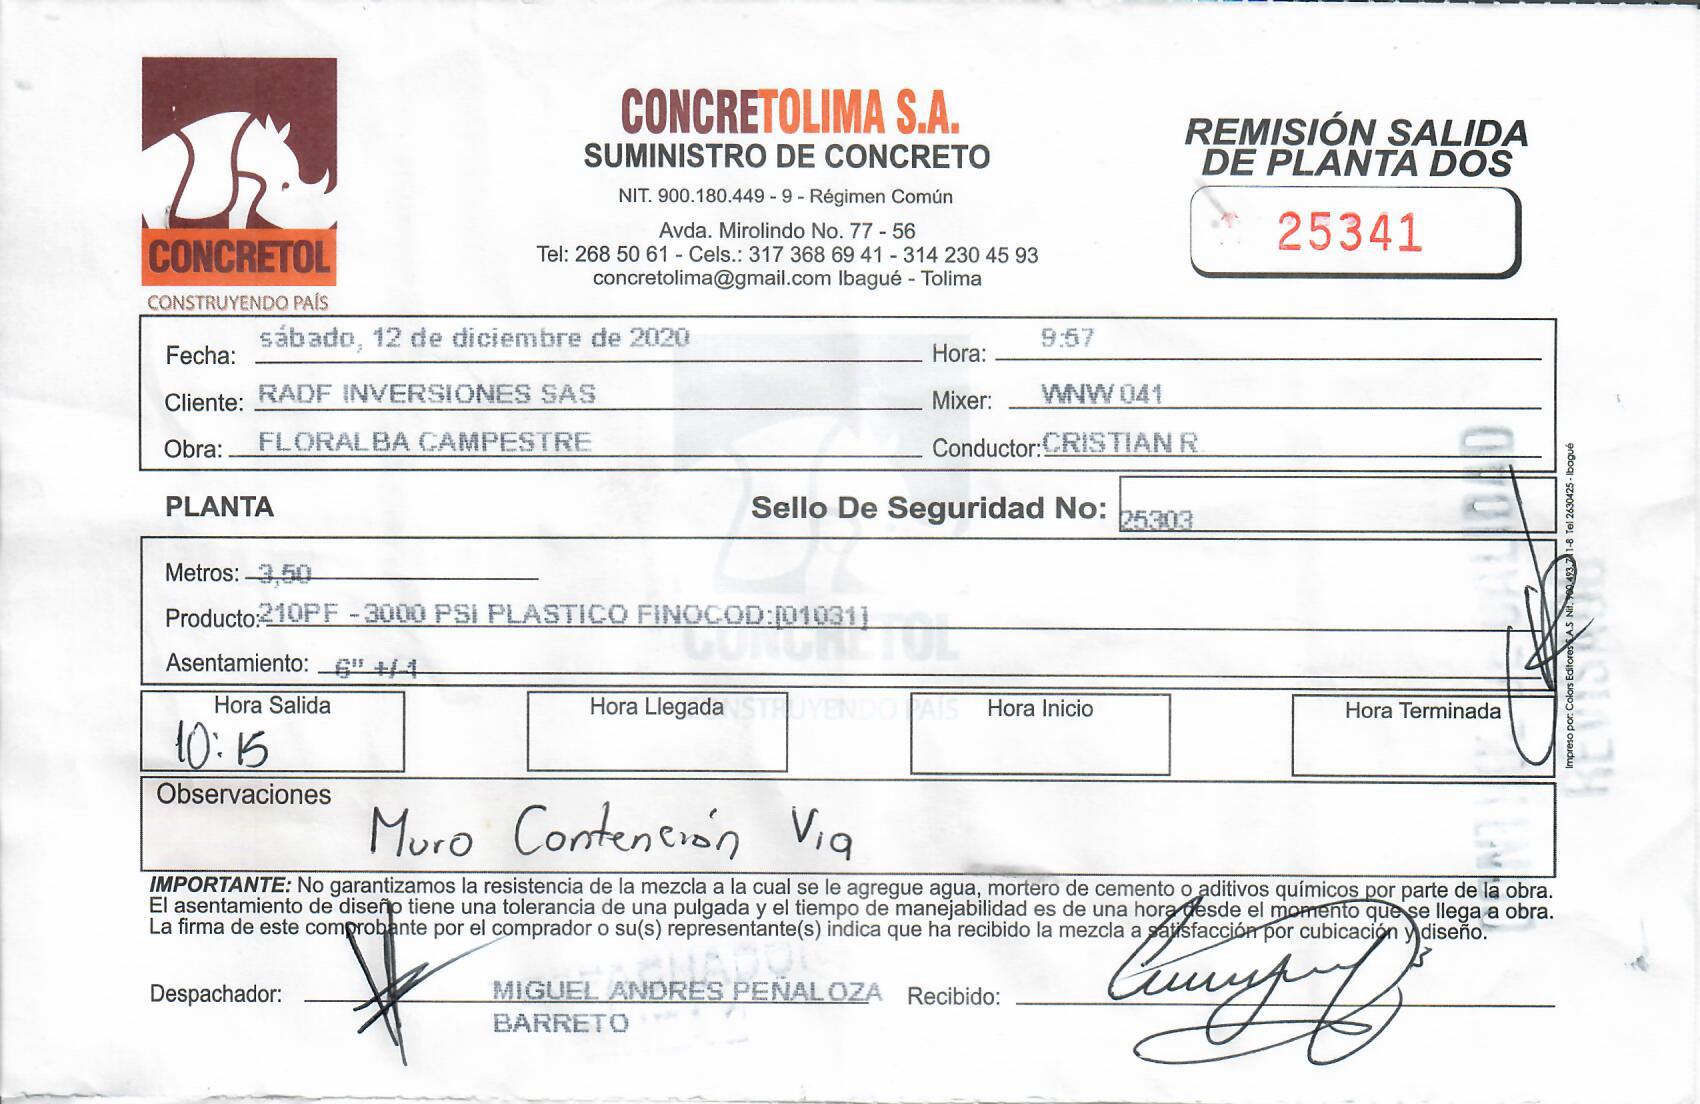 CONCRETOL
CONSTRUYENDO PAÍS
CONCRETOLIMA S.A.
SUMINISTRO DE CONCRETO
NIT. 900.180.449 - 9 - Régimen Común
Avda. Mirolindo No. 77 - 56
Tel: 268 50 61 - Cels.: 317 368 69 41 - 314 230 45 93
concretolima@gmail.com Ibagué - Tolima
REMISIÓN SALIDA
DE PLANTA DOS
25341
Fecha: sábado, 12 de diciembre de 2020 Hora: 9:57
Cliente: RADF INVERSIONES SAS Mixer: WNW 041
Obra: FLORALBA CAMPESTRE Conductor: CRISTIAN R
PLANTA Sello De Seguridad No: 25303
Metros: 3,50
Producto: 210PF - 3000 PSI PLASTICO FINOCOD:[01031]
Asentamiento: 6" +/-1
CONCRETOL
CONSTRUYENDO PAÍS
Hora Salida Hora Llegada Hora Inicio Hora Terminada
10:15
Observaciones
Muro Contención Via
IMPORTANTE: No garantizamos la resistencia de la mezcla a la cual se le agregue agua, mortero de cemento o aditivos químicos por parte de la obra.
El asentamiento de diseño tiene una tolerancia de una pulgada y el tiempo de manejabilidad es de una hora desde el momento que se llega a obra.
La firma de este comprobante por el comprador o su(s) representante(s) indica que ha recibido la mezcla a satisfacción por cubicación y diseño.
Despachador: MIGUEL ANDRES PEÑALOZA Recibido:
BARRETO
Impreso por: Colors Editores S.A.S Nit. Tel 2630425 - Ibagué